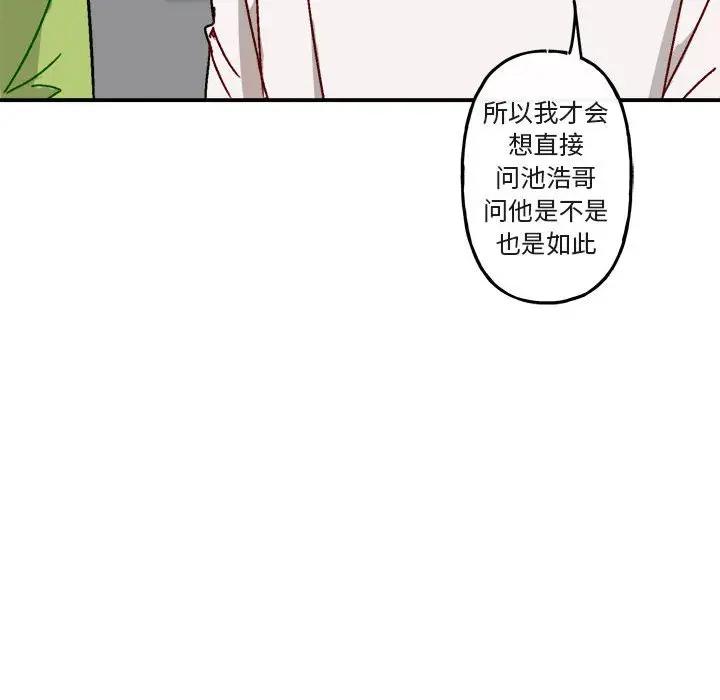 所以我才会
想直接
问池浩哥
问他是不是
也是如此